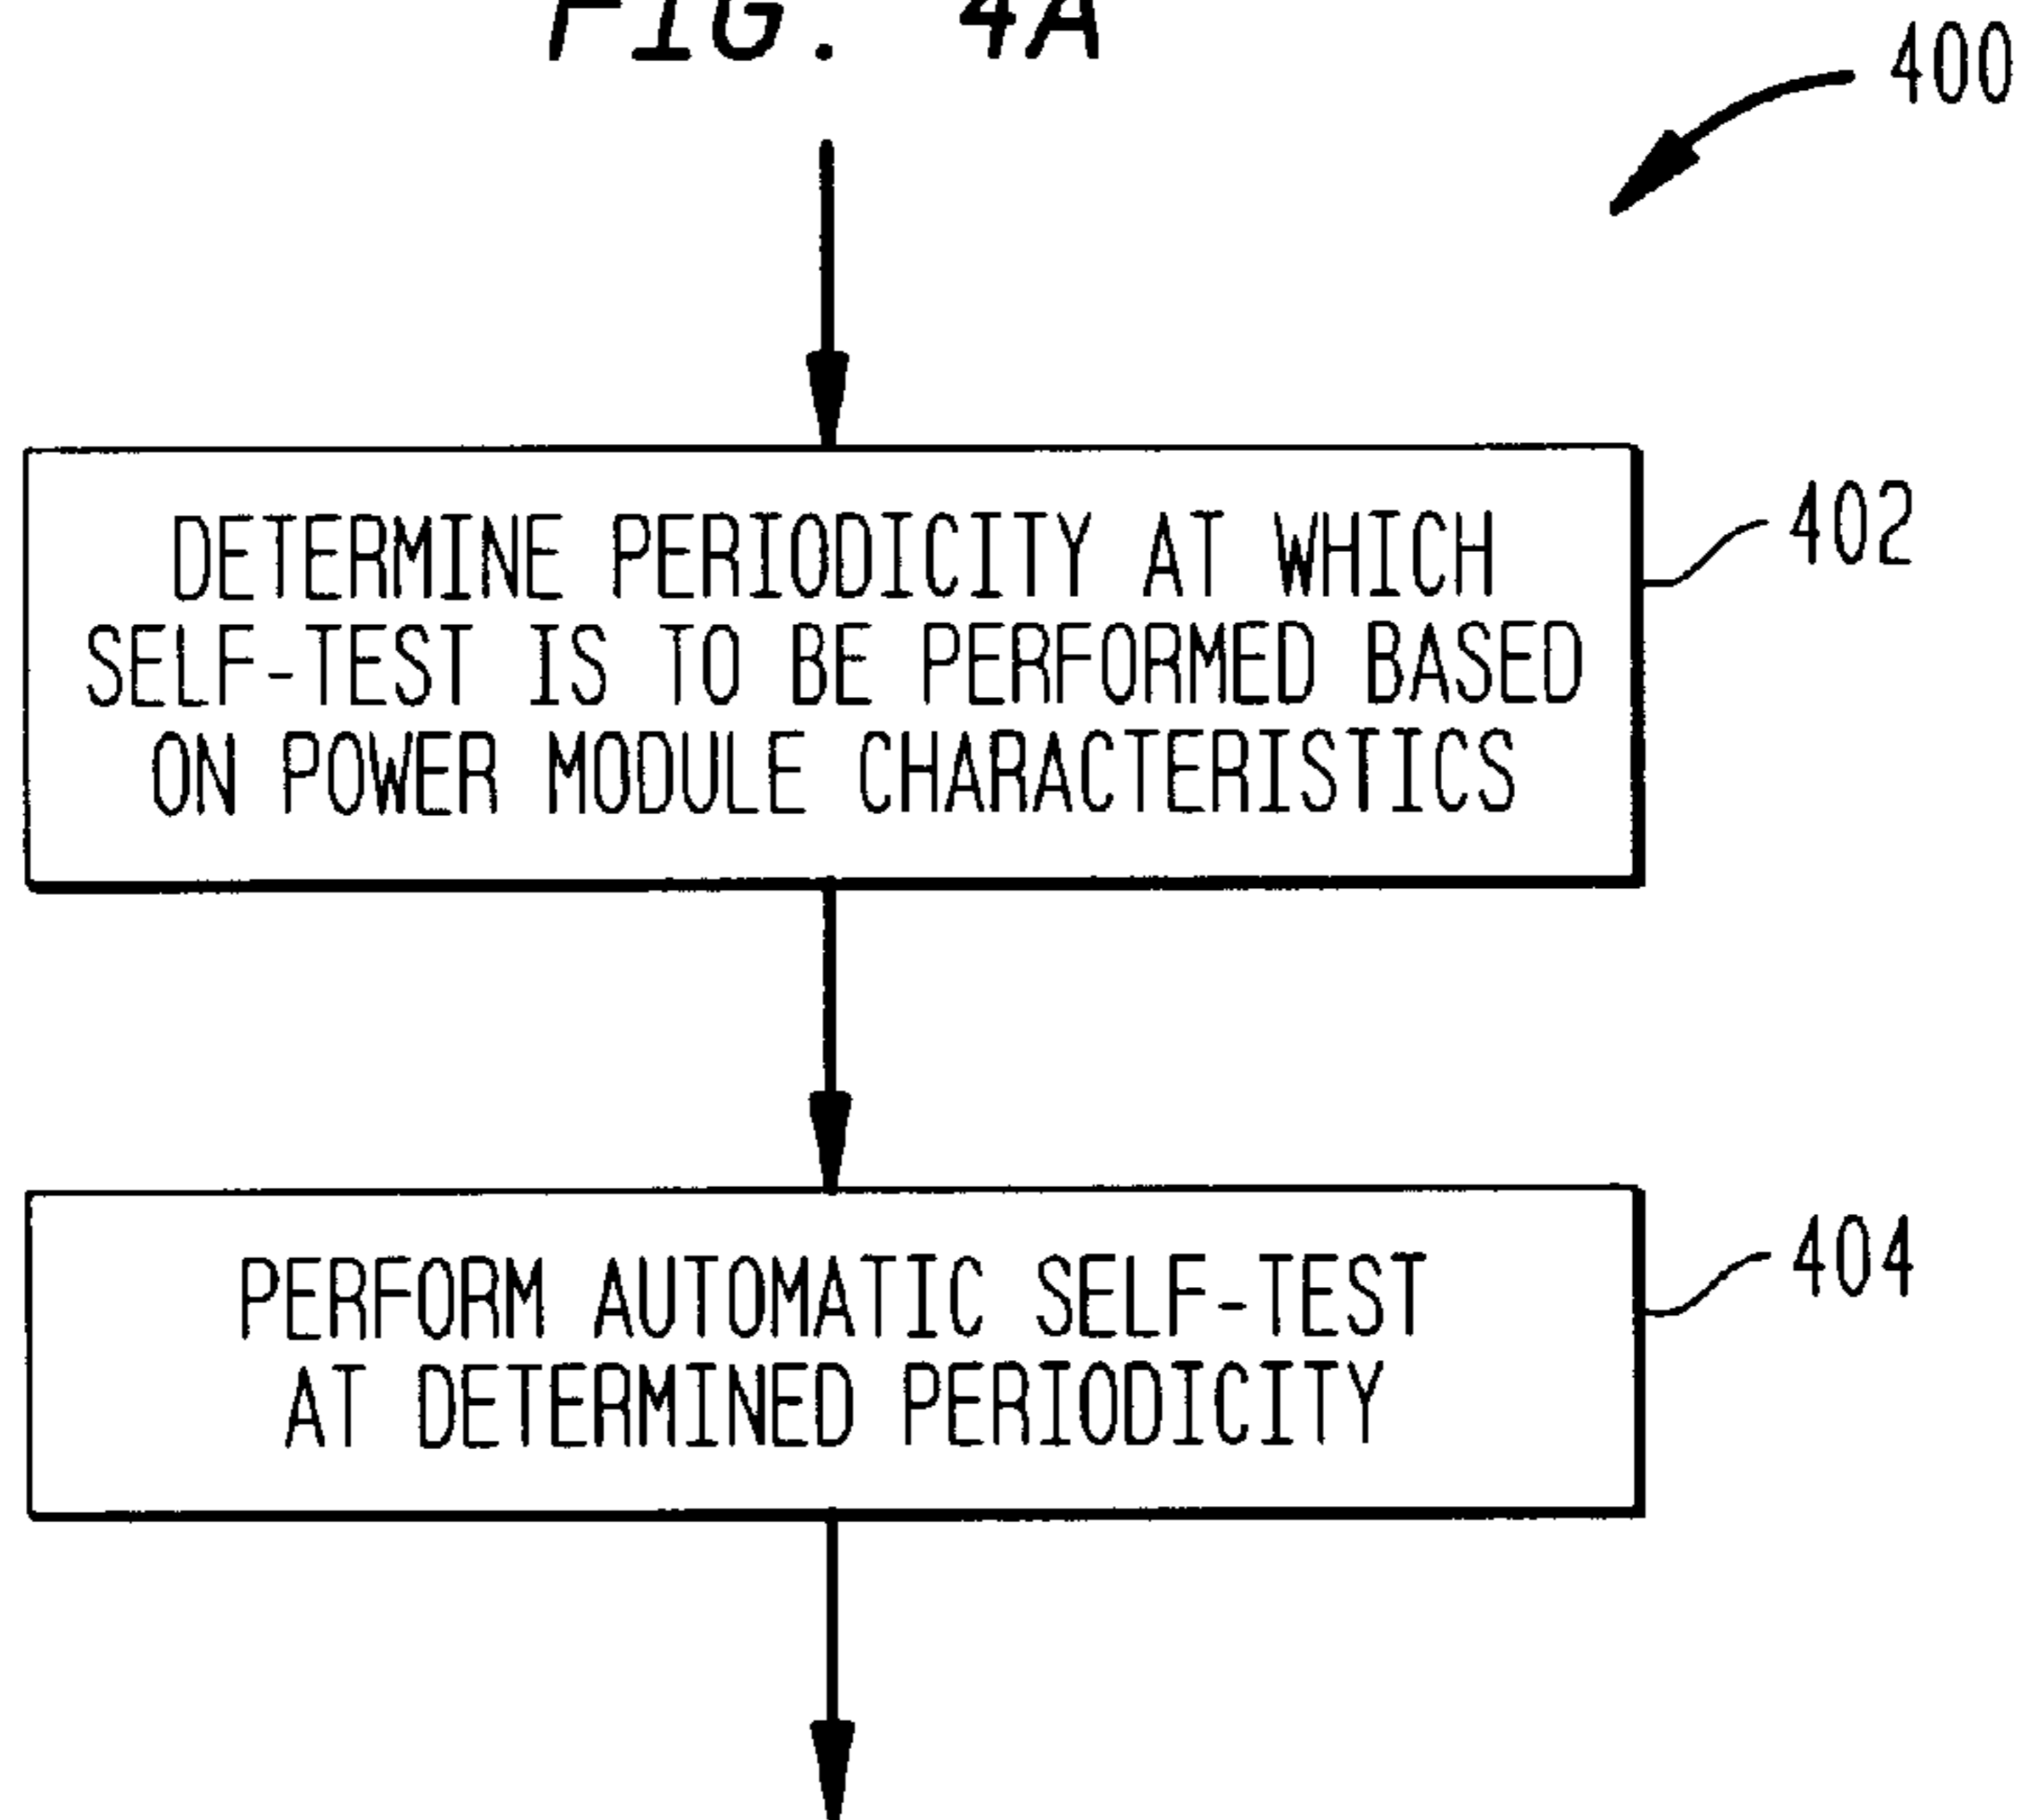 FIG. 4A
400
DETERMINE PERIODICITY AT WHICH
SELF-TEST IS TO BE PERFORMED BASED
ON POWER MODULE CHARACTERISTICS
402
PERFORM AUTOMATIC SELF-TEST
AT DETERMINED PERIODICITY
404